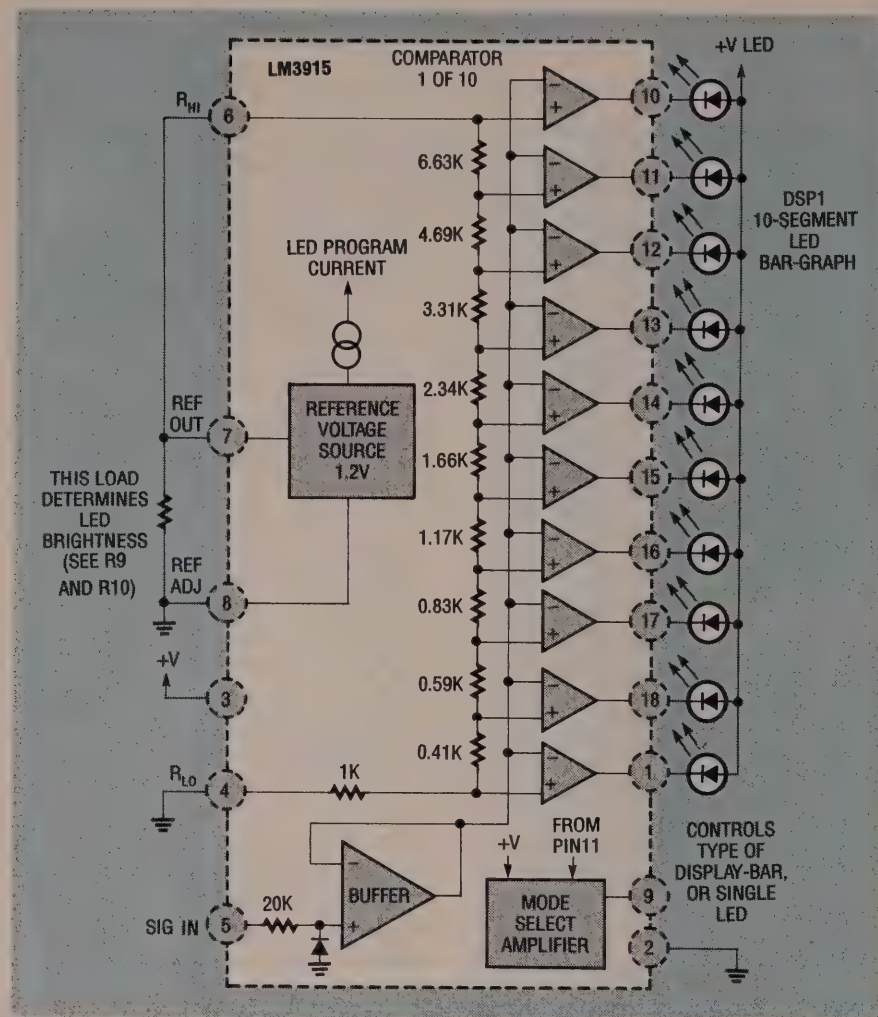 LM3915
COMPARATOR
1 OF 10
+V LED
R_HI
6
−
+
10
6.63K
−
+
11
DSP1
10-SEGMENT
LED
BAR-GRAPH
4.69K
−
+
12
LED PROGRAM
CURRENT
3.31K
−
+
13
2.34K
−
+
14
REF
OUT
7
REFERENCE
VOLTAGE
SOURCE
1.2V
1.66K
−
+
15
THIS LOAD
DETERMINES
LED
BRIGHTNESS
(SEE R9
AND R10)
1.17K
−
+
16
REF
ADJ
8
0.83K
−
+
17
+V
3
0.59K
−
+
18
0.41K
−
+
1
R_LO
4
1K
SIG IN
5
20K
−
+
BUFFER
+V
FROM
PIN11
MODE
SELECT
AMPLIFIER
9
2
CONTROLS
TYPE OF
DISPLAY-BAR,
OR SINGLE
LED